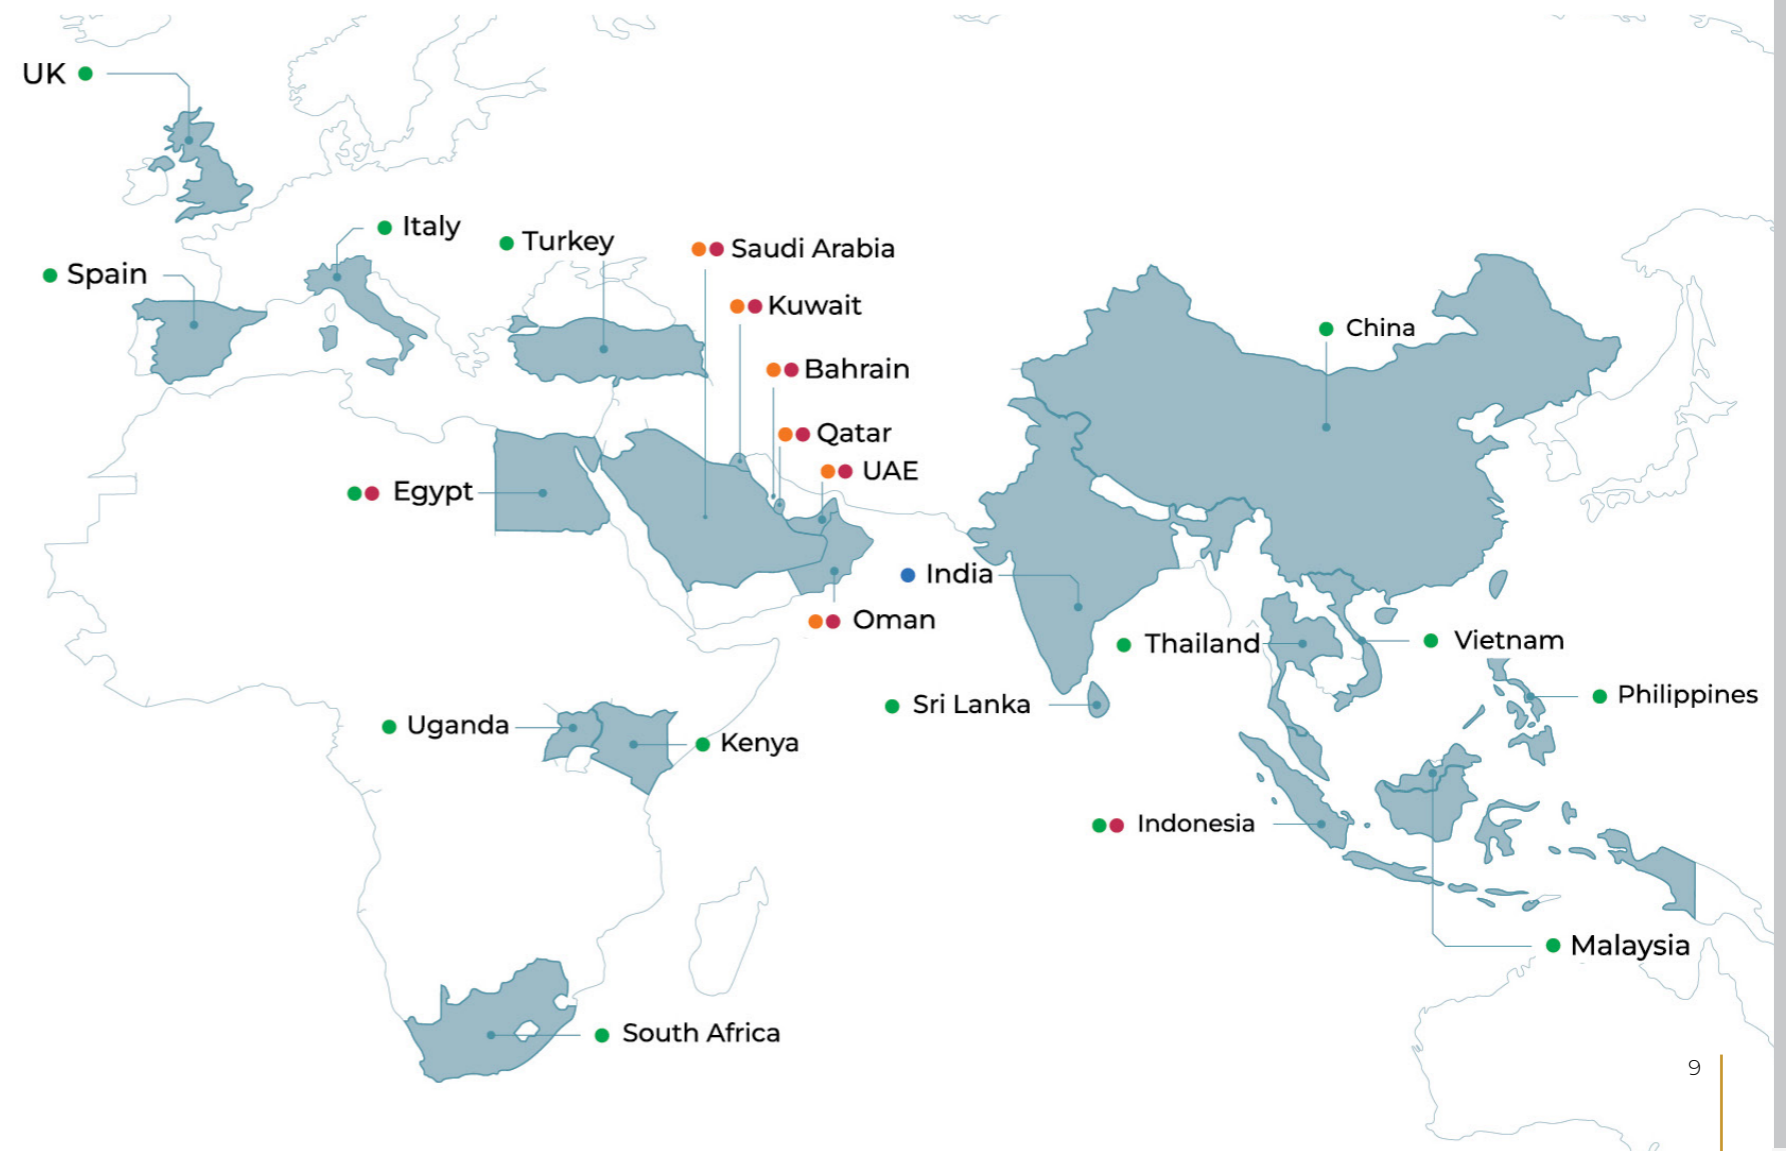 UK
Italy
Turkey
Saudi Arabia
Spain
Kuwait
China
Bahrain
Qatar
UAE
Egypt
India
Oman
Thailand
Vietnam
Sri Lanka
Philippines
Uganda
Kenya
Indonesia
Malaysia
South Africa
9